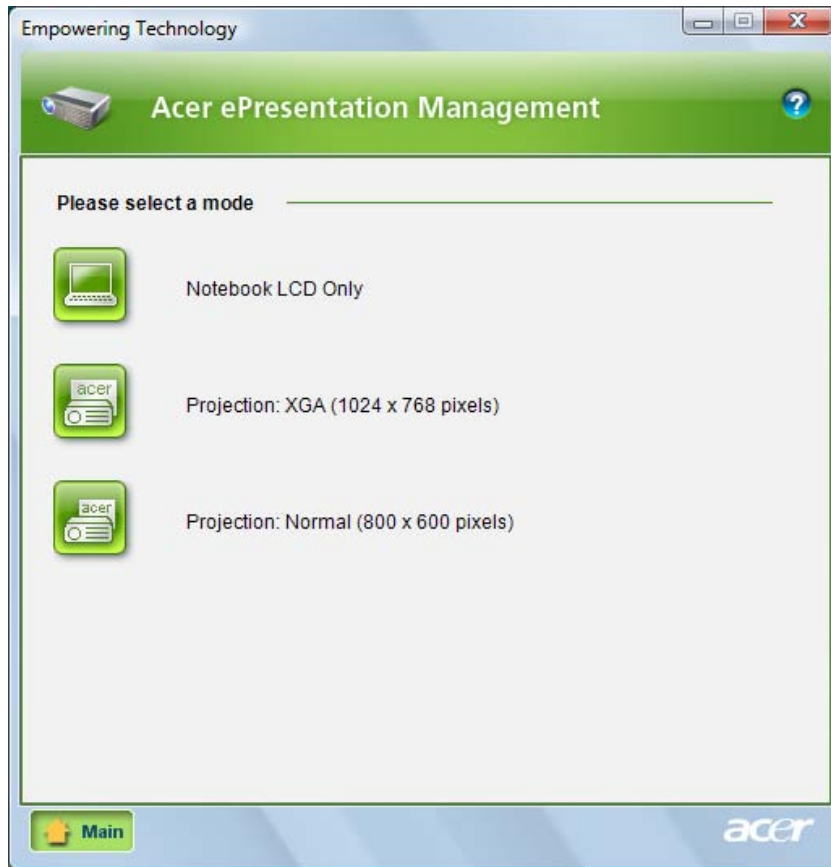 Empowering Technology
Acer ePresentation Management
?
Please select a mode
Notebook LCD Only
acer
Projection: XGA (1024 x 768 pixels)
acer
Projection: Normal (800 x 600 pixels)
Main
acer